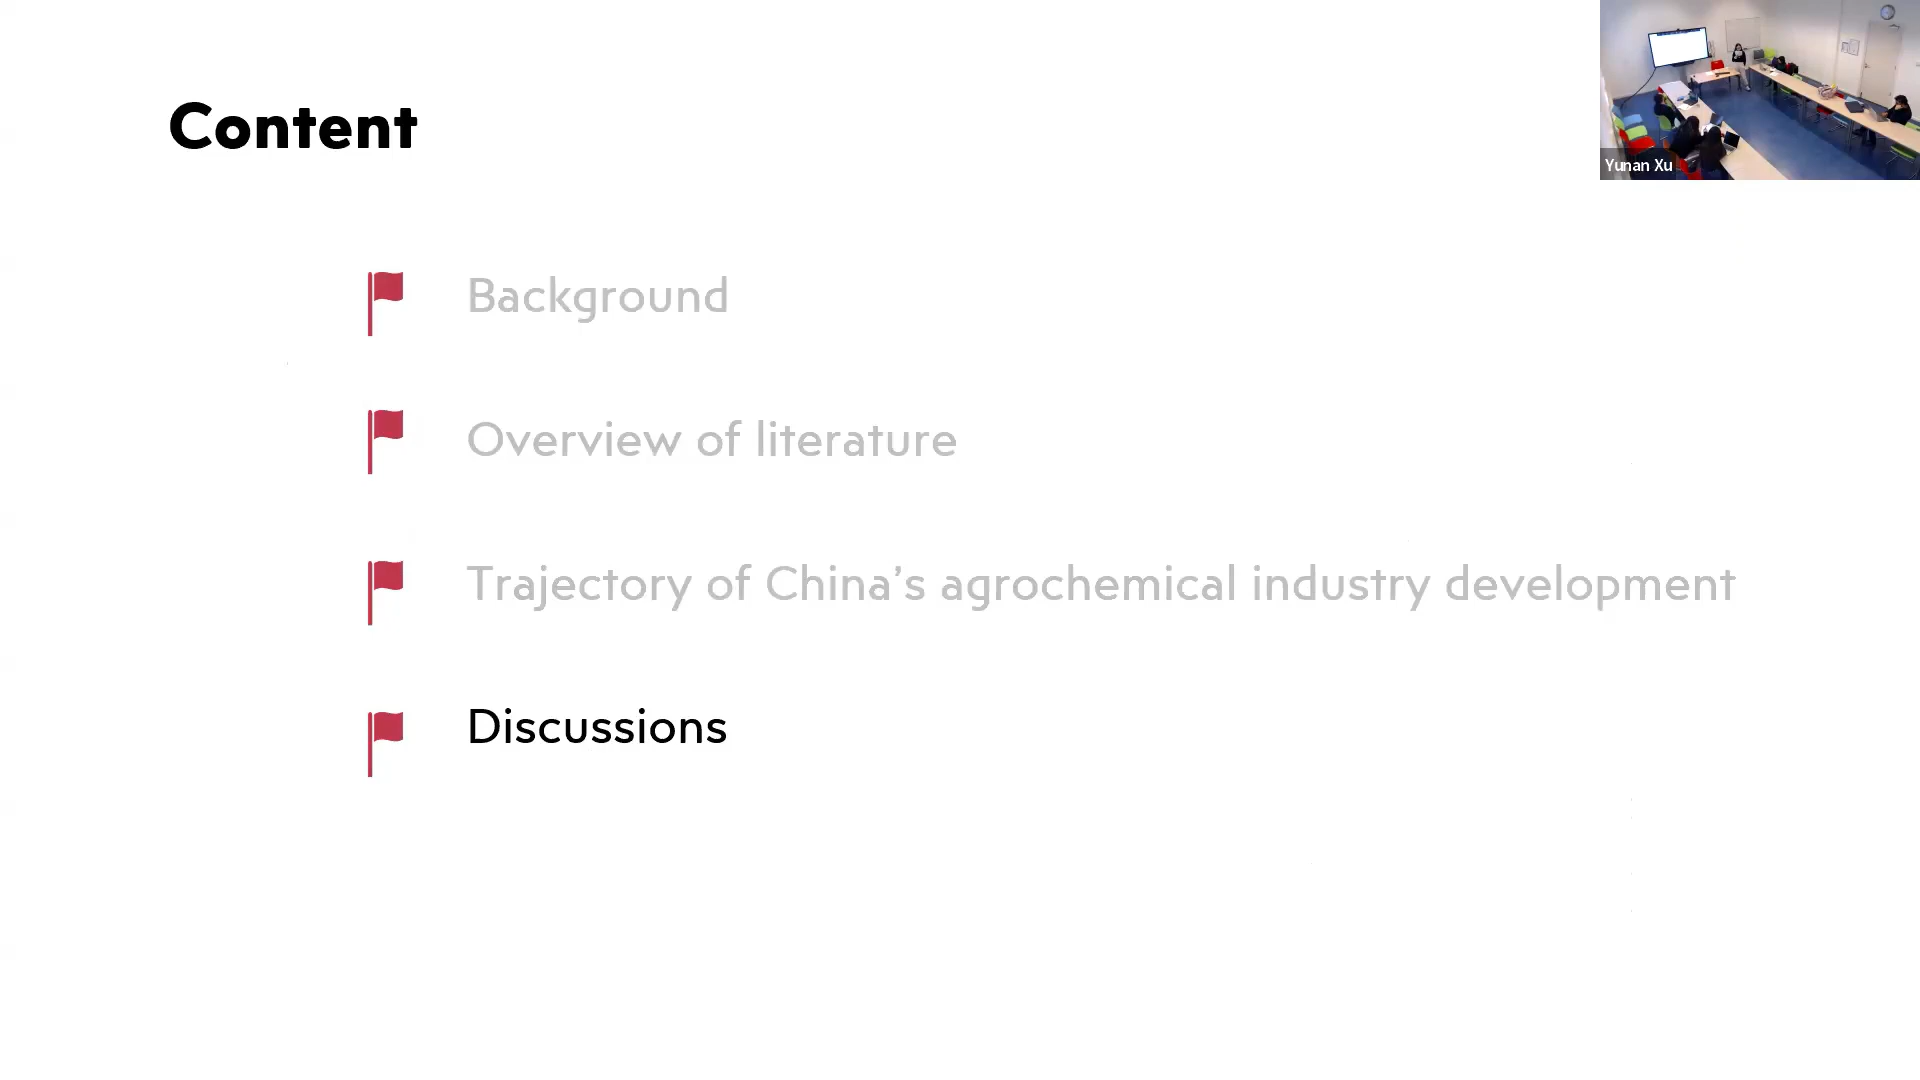 Content
Yunan Xu
Background
Overview of literature
Trajectory of China’s agrochemical industry development
Discussions